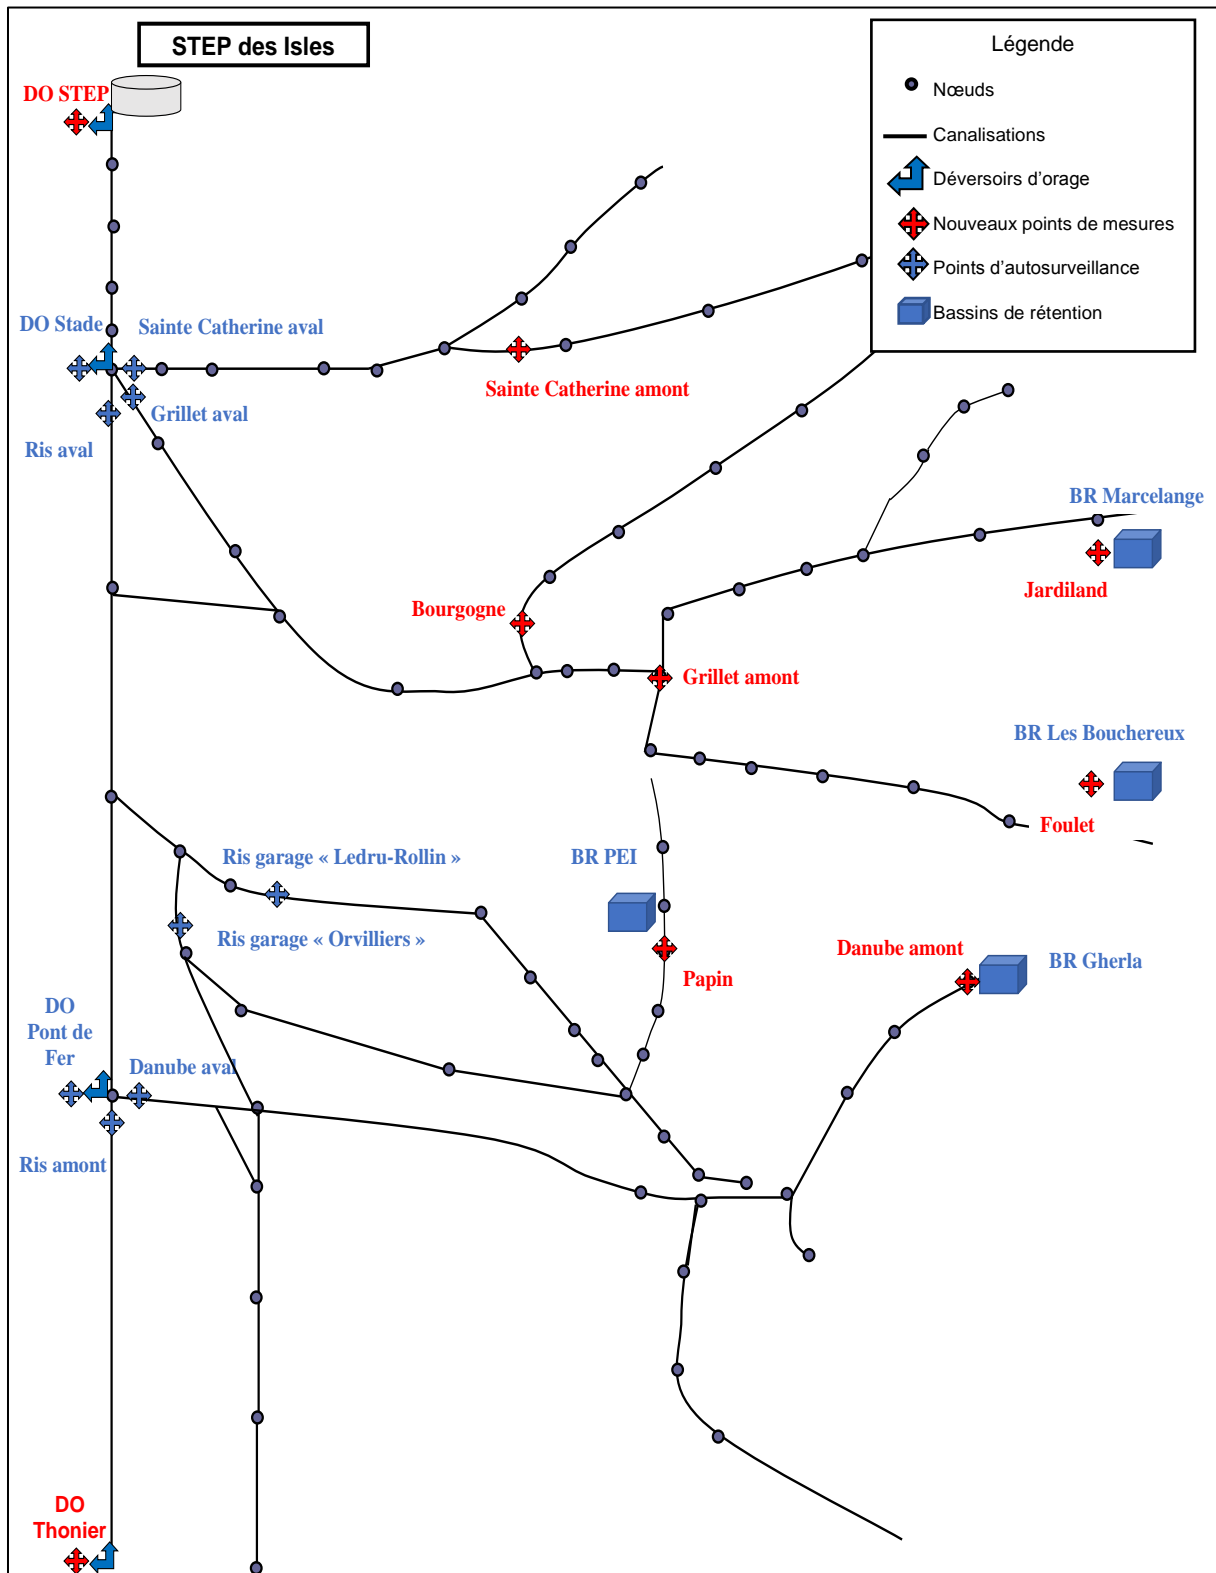 STEP des Isles
Légende
DO STEP
Nœuds
Canalisations
Déversoirs d'orage
Nouveaux points de mesures
Points d'autosurveillance
Bassins de rétention
DO Stade
Sainte Catherine aval
Sainte Catherine amont
Grillet aval
Ris aval
BR Marcelange
Jardiland
Bourgogne
Grillet amont
BR Les Bouchereux
Foulet
Ris garage « Ledru-Rollin »
BR PEI
Ris garage « Orvilliers »
Danube amont
BR Gherla
Papin
DO
Pont de
Fer
Danube aval
Ris amont
DO
Thonier